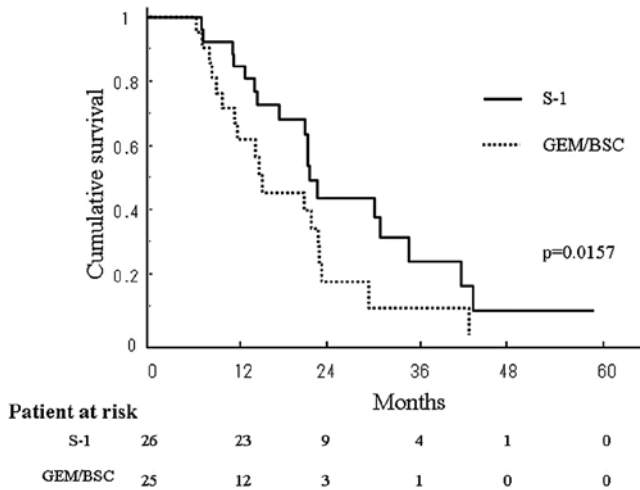 1
0.8
0.6
0.4
0.2
0
Cumulative survival
S-1
GEM/BSC
p=0.0157
0 12 24 36 48 60
Months
Patient at risk
S-1 26 23 9 4 1 0
GEM/BSC 25 12 3 1 0 0